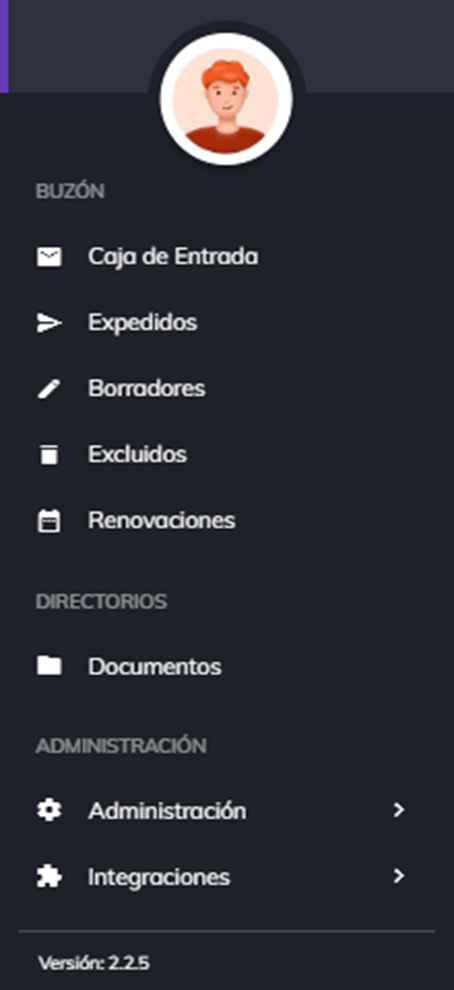 BUZÓN
Caja de Entrada
Expedidos
Borradores
Excluidos
Renovaciones
DIRECTORIOS
Documentos
ADMINISTRACIÓN
Administración
Integraciones
Versión: 2.2.5